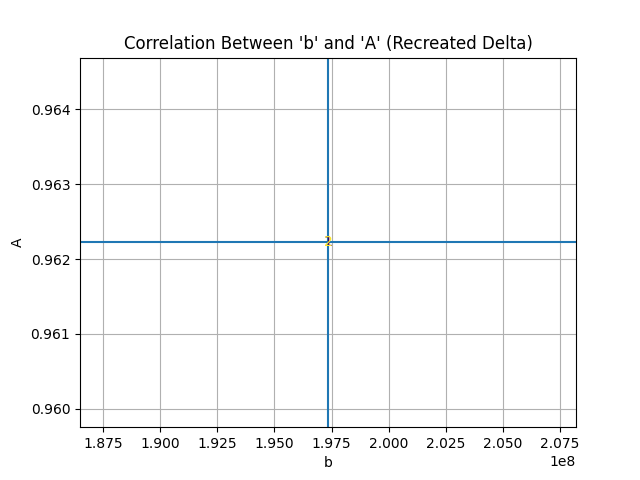 Correlation Between 'b' and 'A' (Recreated Delta)
0.964
0.963
0.962
0.961
0.960
A
2
1.875 1.900 1.925 1.950 1.975 2.000 2.025 2.050 2.075
b
1e8